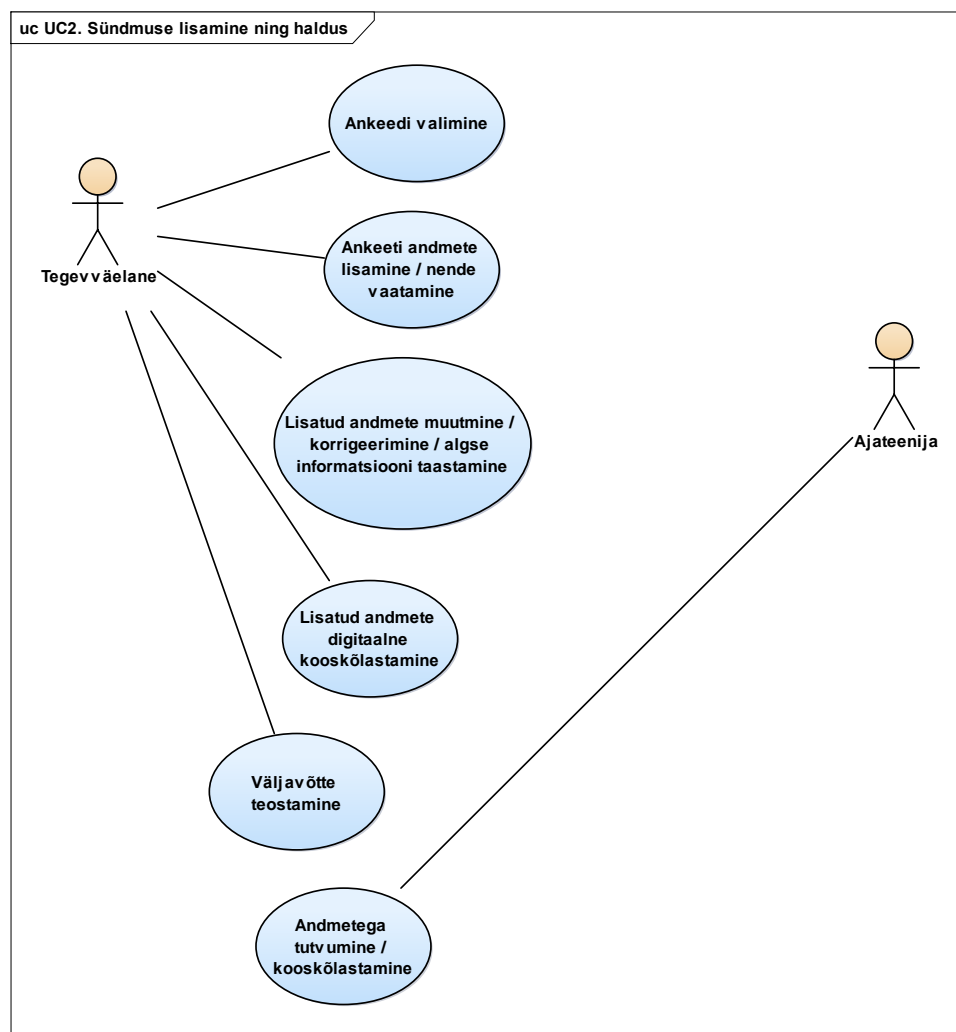 uc UC2. Sündmuse lisamine ning haldus
Ankeedi valimine
Tegevväelane
Ankeeti andmete
lisamine / nende
vaatamine
Ajateenija
Lisatud andmete muutmine /
korrigeerimine / algse
informatsiooni taastamine
Lisatud andmete
digitaalne
kooskõlastamine
Väljavõtte
teostamine
Andmetega
tutvumine /
kooskõlastamine